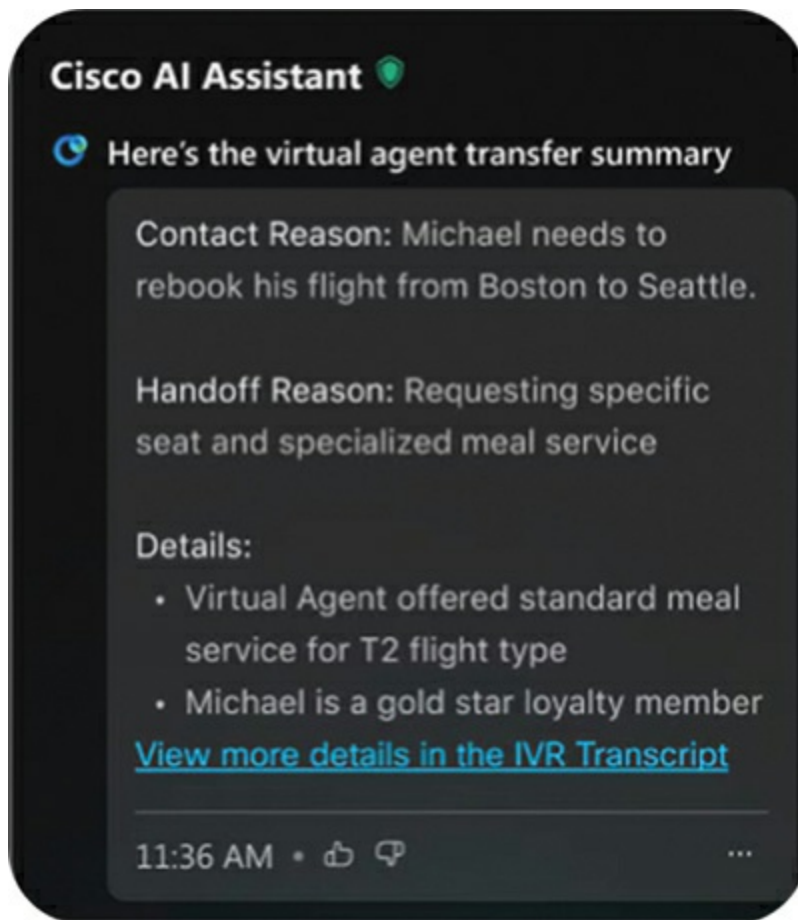 Cisco AI Assistant
Here's the virtual agent transfer summary
Contact Reason: Michael needs to
rebook his flight from Boston to Seattle.
Handoff Reason: Requesting specific
seat and specialized meal service
Details:
• Virtual Agent offered standard meal
service for T2 flight type
• Michael is a gold star loyalty member
View more details in the IVR Transcript
11:36 AM •
...